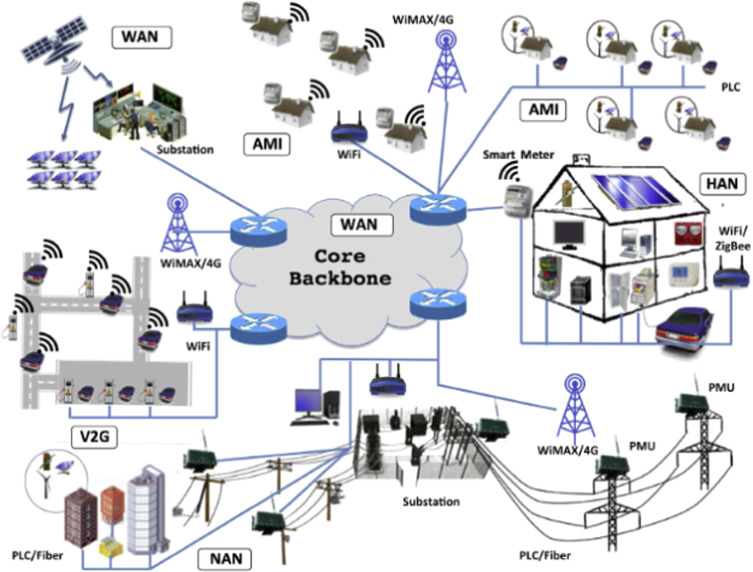 WAN
WiMAX/4G
Substation
AMI
WiFi
AMI
PLC
Smart Meter
HAN
WiFi/
ZigBee
WAN
Core
Backbone
WiMAX/4G
WiFi
V2G
PLC/Fiber
NAN
Substation
WiMAX/4G
PMU
PMU
PLC/Fiber